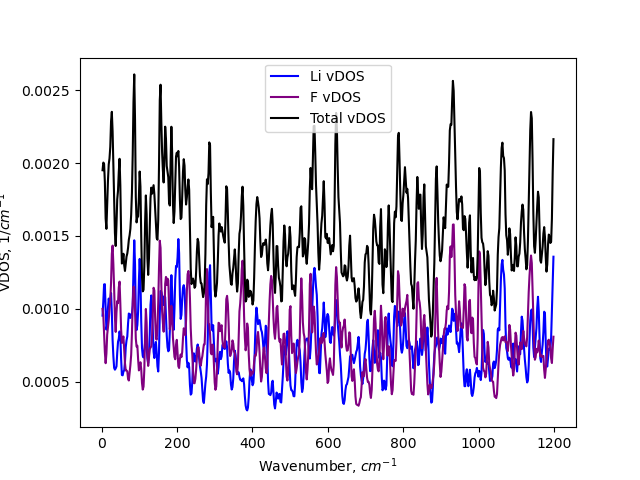 Li vDOS
F vDOS
Total vDOS
0.0025
0.0020
0.0015
0.0010
0.0005
VDOS, 1/cm⁻¹
0 200 400 600 800 1000 1200
Wavenumber, cm⁻¹